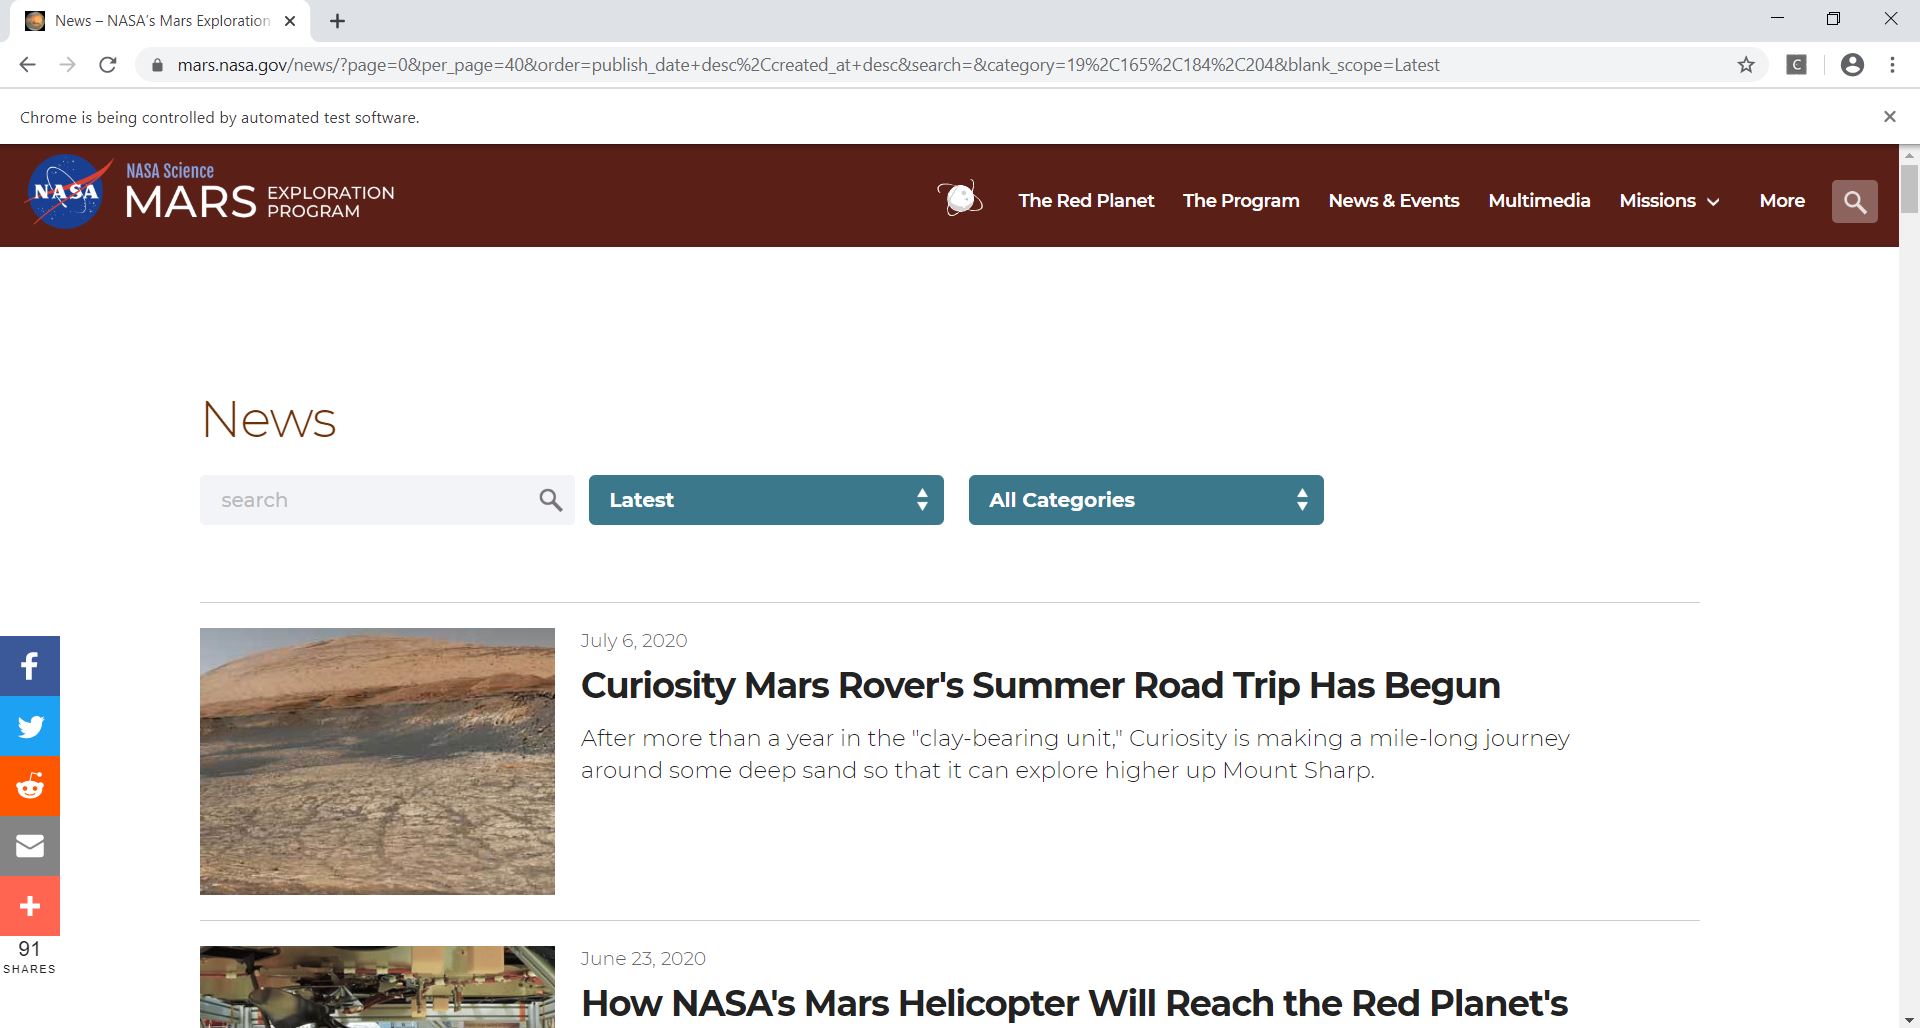 News – NASA's Mars Exploration
mars.nasa.gov/news/?page=0&per_page=40&order=publish_date+desc%2Ccreated_at+desc&search=&category=19%2C165%2C184%2C204&blank_scope=Latest
C
Chrome is being controlled by automated test software.
NASA
NASA Science
MARS EXPLORATION PROGRAM
The Red Planet
The Program
News & Events
Multimedia
Missions
More
News
search
Latest
All Categories
July 6, 2020
Curiosity Mars Rover's Summer Road Trip Has Begun
After more than a year in the "clay-bearing unit," Curiosity is making a mile-long journey
around some deep sand so that it can explore higher up Mount Sharp.
91
SHARES
June 23, 2020
How NASA's Mars Helicopter Will Reach the Red Planet's